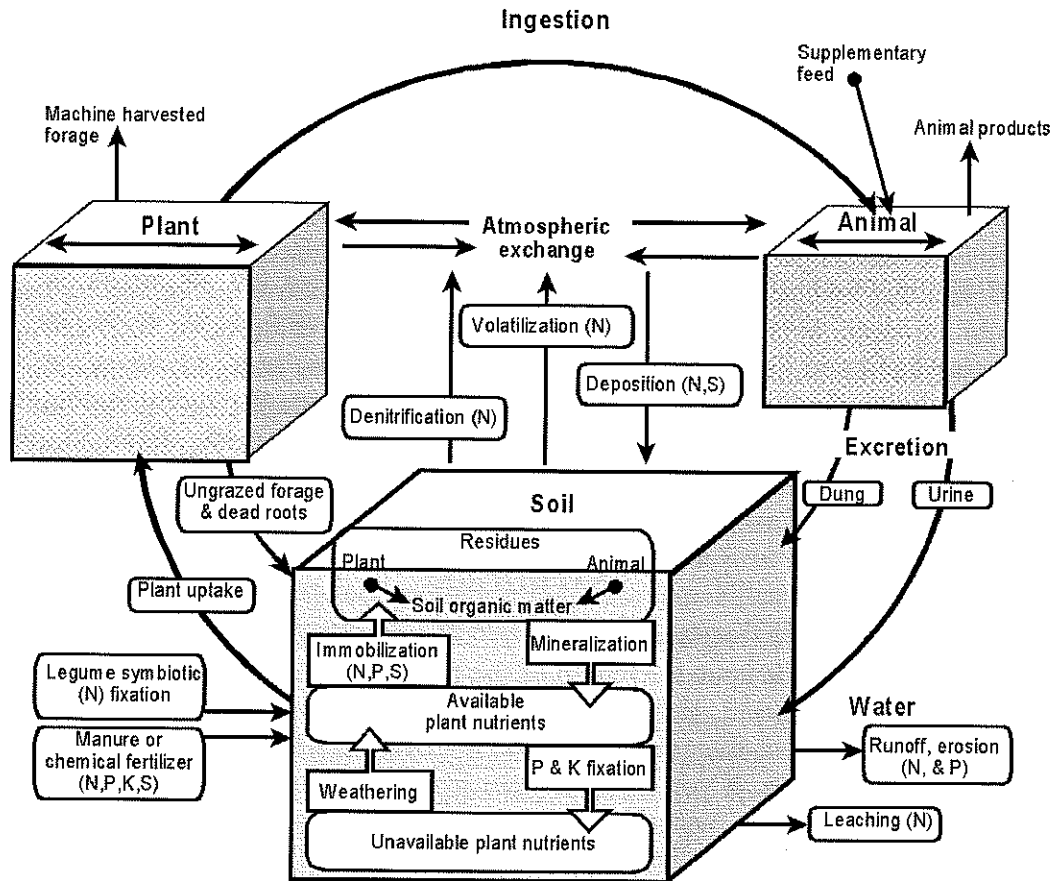 Ingestion
Supplementary
feed
Machine harvested
forage
Animal products
Plant
Atmospheric
exchange
Animal
Volatilization (N)
Deposition (N,S)
Denitrification (N)
Excretion
Ungrazed forage
& dead roots
Dung
Urine
Soil
Residues
Plant
Animal
Plant uptake
Soil organic matter
Immobilization
(N,P,S)
Mineralization
Legume symbiotic
(N) fixation
Available
plant nutrients
Water
Manure or
chemical fertilizer
(N,P,K,S)
Runoff, erosion
(N, & P)
P & K fixation
Weathering
Leaching (N)
Unavailable plant nutrients